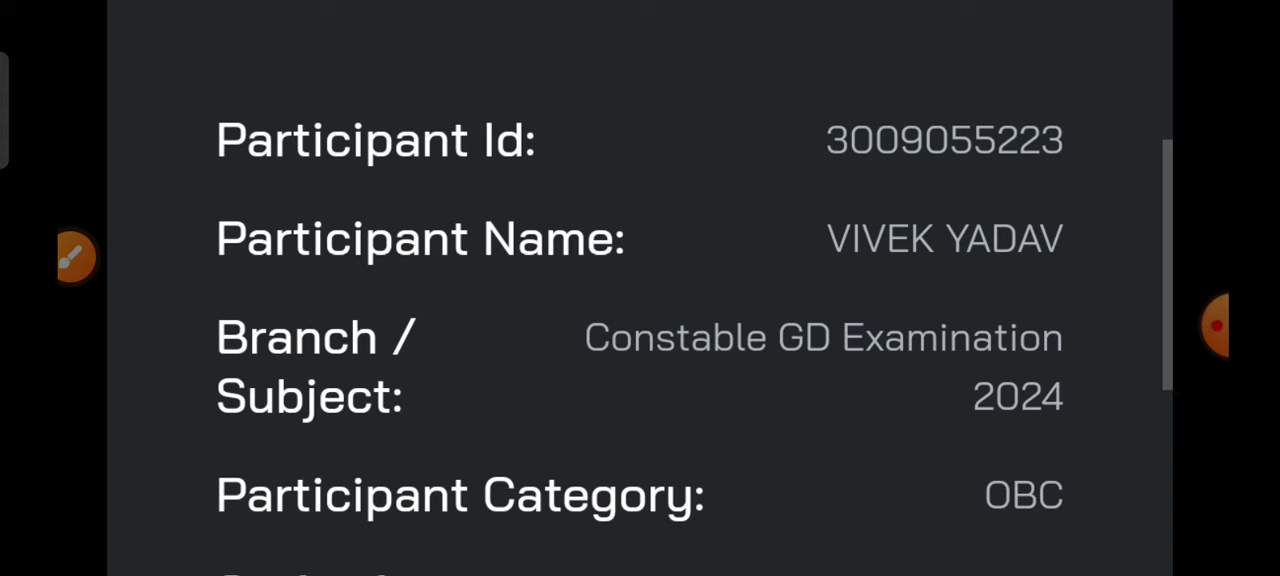 Participant Id: 3009055223
Participant Name: VIVEK YADAV
Branch / Constable GD Examination
Subject: 2024
Participant Category: OBC